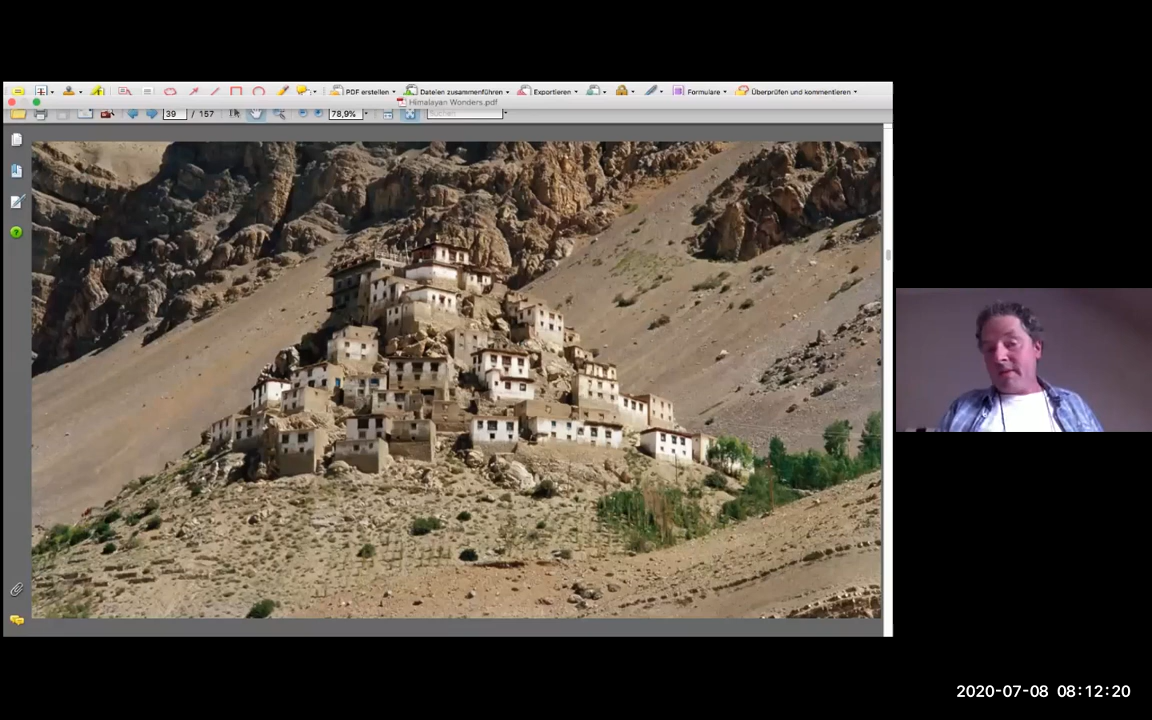 PDF erstellen Dateien zusammenführen Exportieren Formulare Überprüfen und kommentieren
Himalayan Wonders.pdf
39 / 157 78,9%
2020-07-08 08:12:20